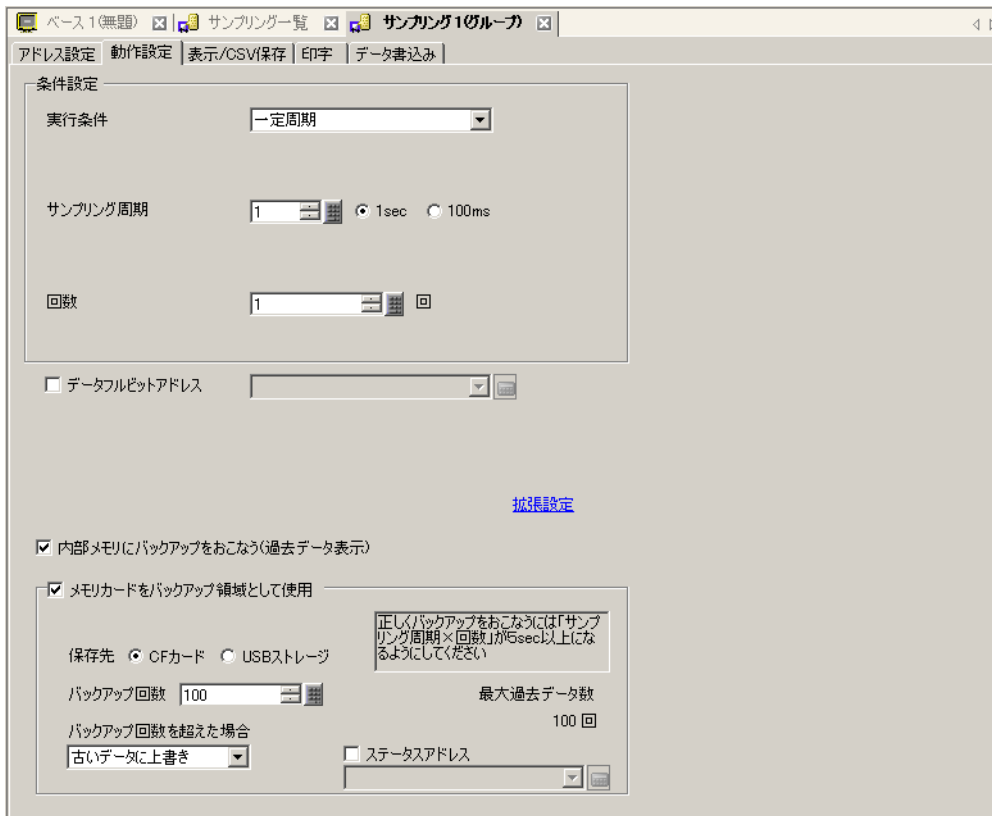 ベース 1(無題) サンプリング一覧 サンプリング 1(グループ)
アドレス設定 動作設定 表示/CSV保存 印字 データ書込み
条件設定
実行条件 一定周期
サンプリング周期 1 1sec 100ms
回数 1 回
データフルビットアドレス
拡張設定
内部メモリにバックアップをおこなう(過去データ表示)
メモリカードをバックアップ領域として使用
正しくバックアップをおこなうには「サンプ
リング周期×回数」が5sec以上にな
るようにしてください
保存先 CFカード USBストレージ
バックアップ回数 100 最大過去データ数
100 回
バックアップ回数を超えた場合
古いデータに上書き ステータスアドレス